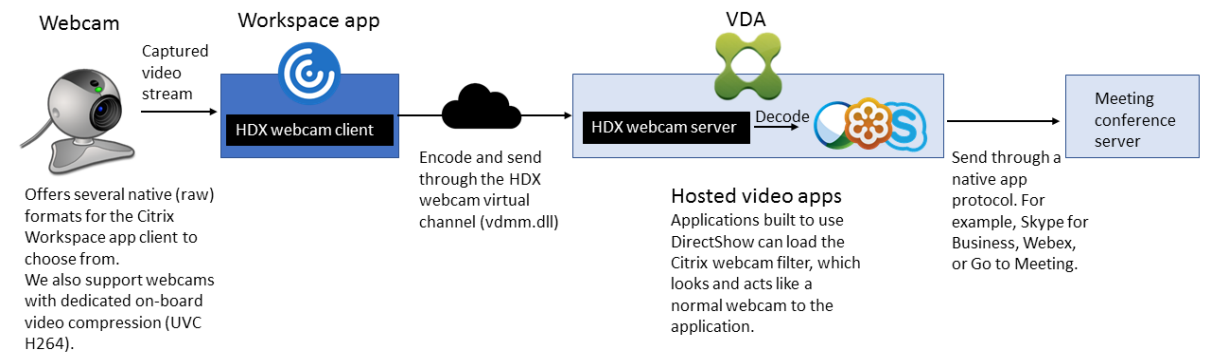 Webcam
Captured
video
stream
Offers several native (raw)
formats for the Citrix
Workspace app client to
choose from.
We also support webcams
with dedicated on-board
video compression (UVC
H264).
Workspace app
HDX webcam client
Encode and send
through the HDX
webcam virtual
channel (vdmm.dll)
VDA
HDX webcam server
Decode
S
Hosted video apps
Applications built to use
DirectShow can load the
Citrix webcam filter, which
looks and acts like a
normal webcam to the
application.
Send through a
native app
protocol. For
example, Skype for
Business, Webex,
or Go to Meeting.
Meeting
conference
server